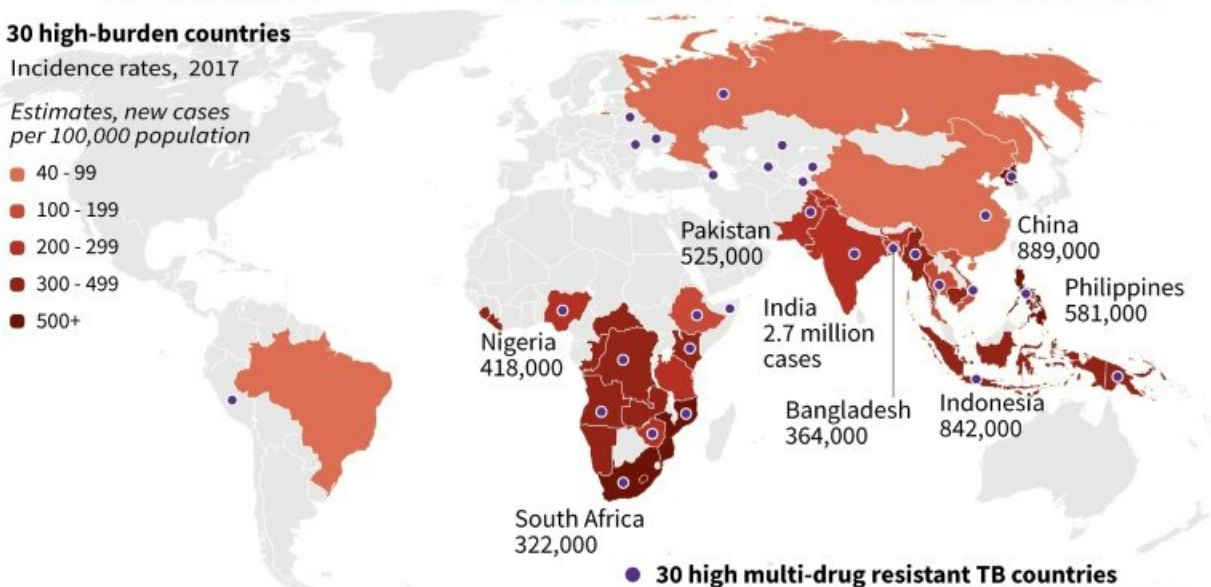 30 high-burden countries
Incidence rates, 2017
Estimates, new cases
per 100,000 population
40 - 99
100 - 199
200 - 299
300 - 499
500+
Pakistan
525,000
China
889,000
Philippines
581,000
India
2.7 million
cases
Nigeria
418,000
Bangladesh
364,000
Indonesia
842,000
South Africa
322,000
30 high multi-drug resistant TB countries